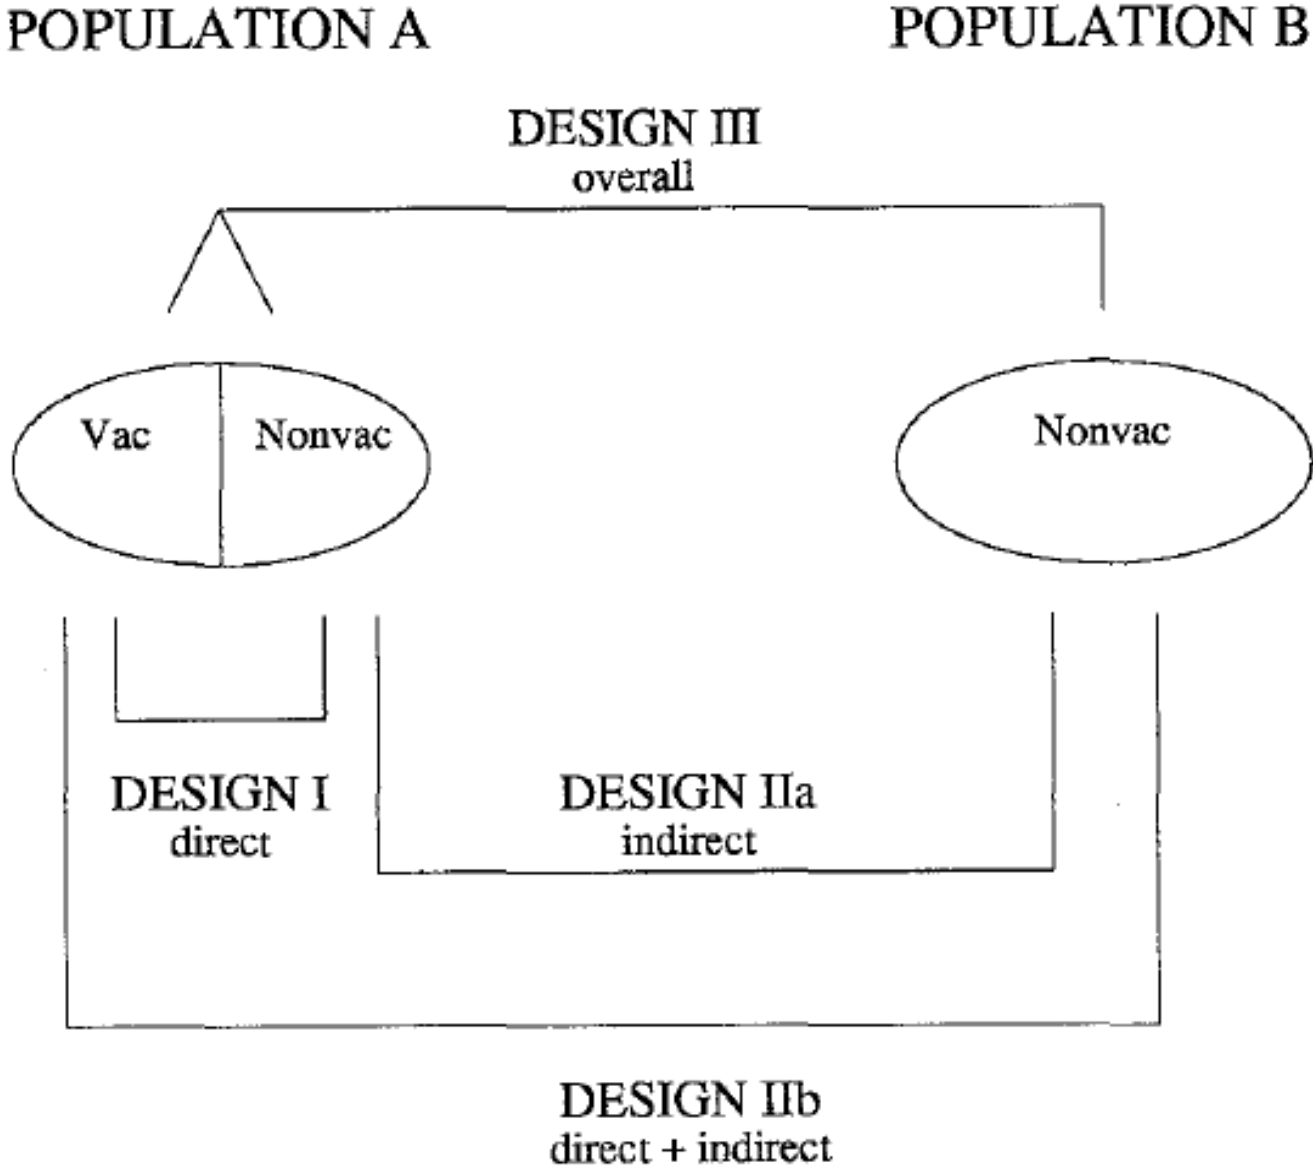 POPULATION A
POPULATION B
DESIGN III
overall
Vac
Nonvac
Nonvac
DESIGN I
direct
DESIGN IIa
indirect
DESIGN IIb
direct + indirect